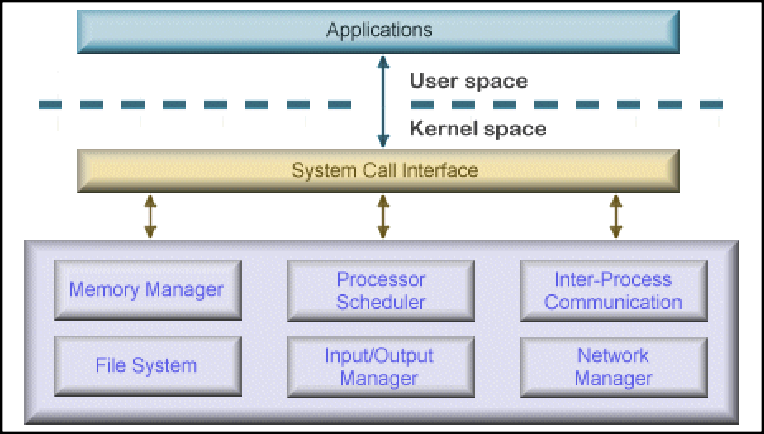 Applications
User space
Kernel space
System Call Interface
Memory Manager
Processor
Scheduler
Inter-Process
Communication
File System
Input/Output
Manager
Network
Manager